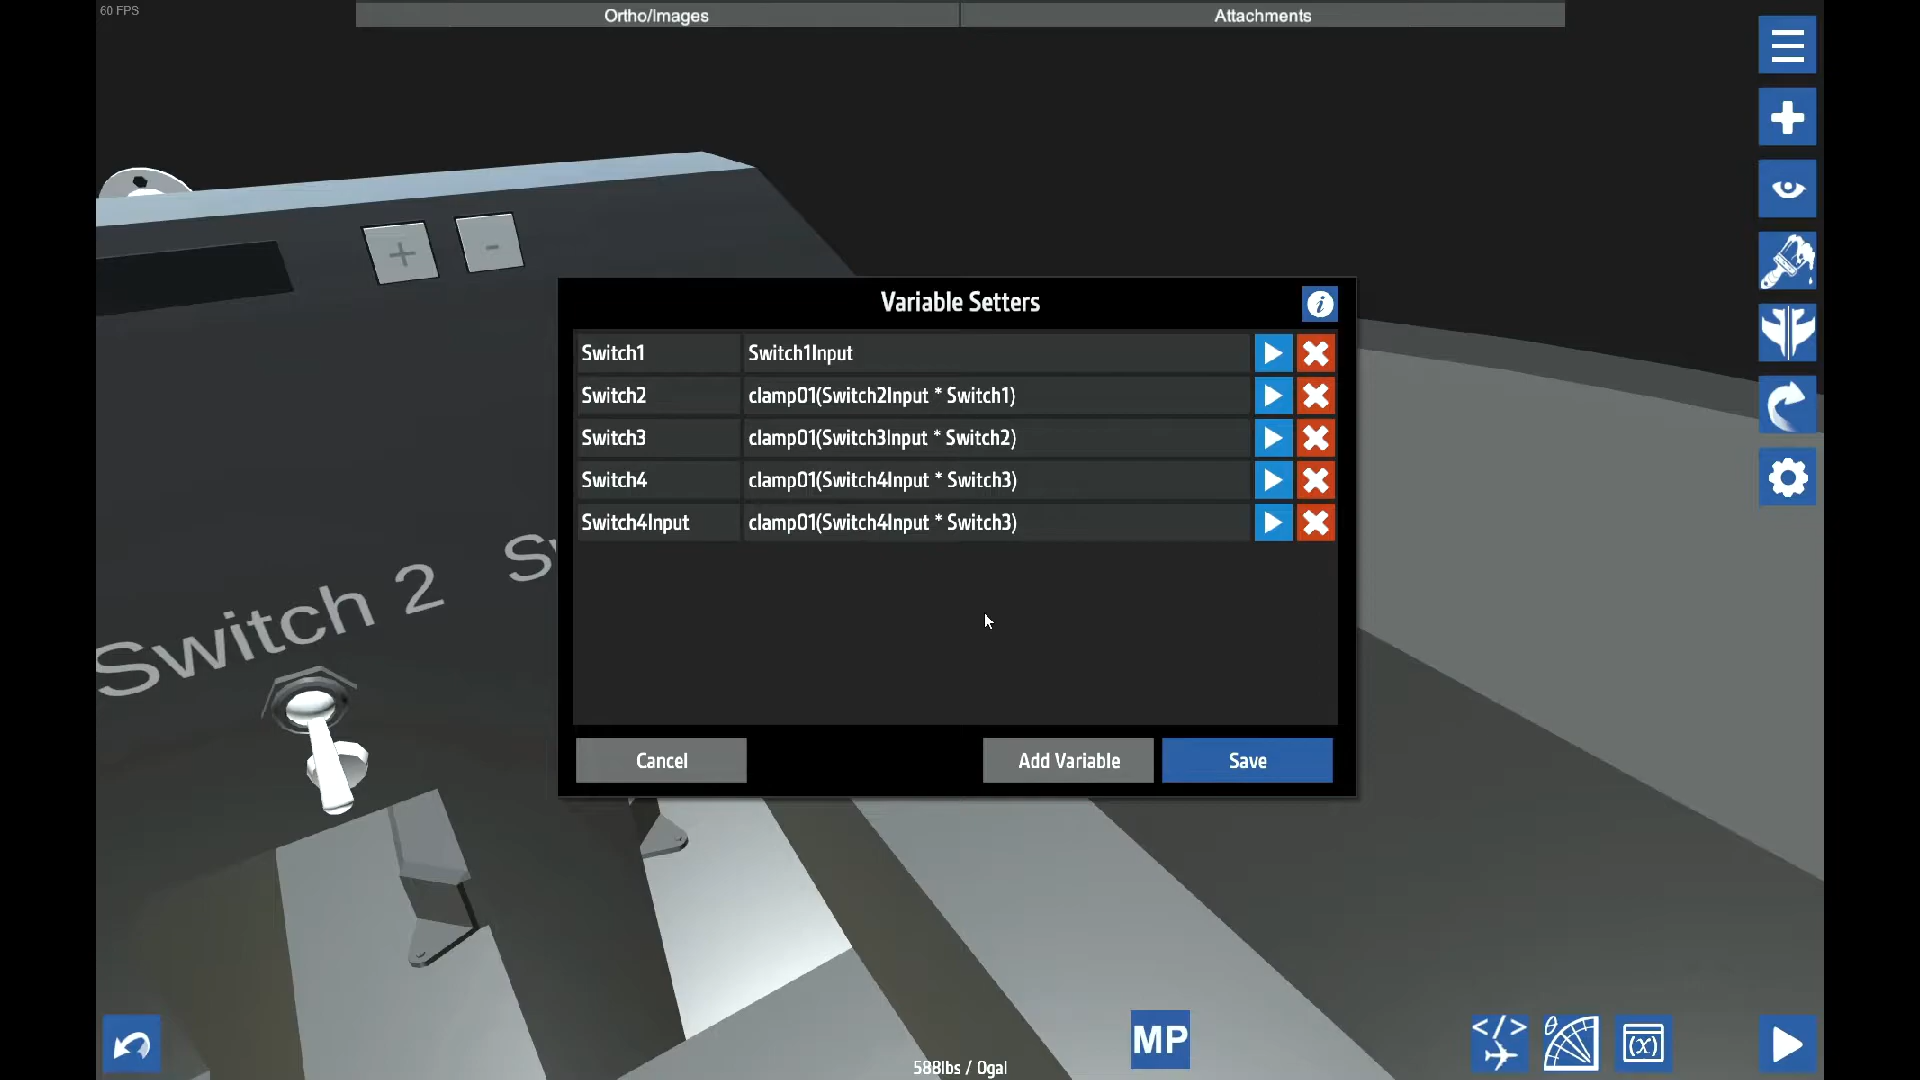 60 FPS
Ortho/Images
Attachments
+
-
Variable Setters
i
Switch1 Switch1Input
Switch2 clamp01(Switch2Input * Switch1)
Switch3 clamp01(Switch3Input * Switch2)
Switch4 clamp01(Switch4Input * Switch3)
Switch4Input clamp01(Switch4Input * Switch3)
Switch 2
Cancel
Add Variable
Save
MP
</>
θ
(x)
588lbs / 0gal